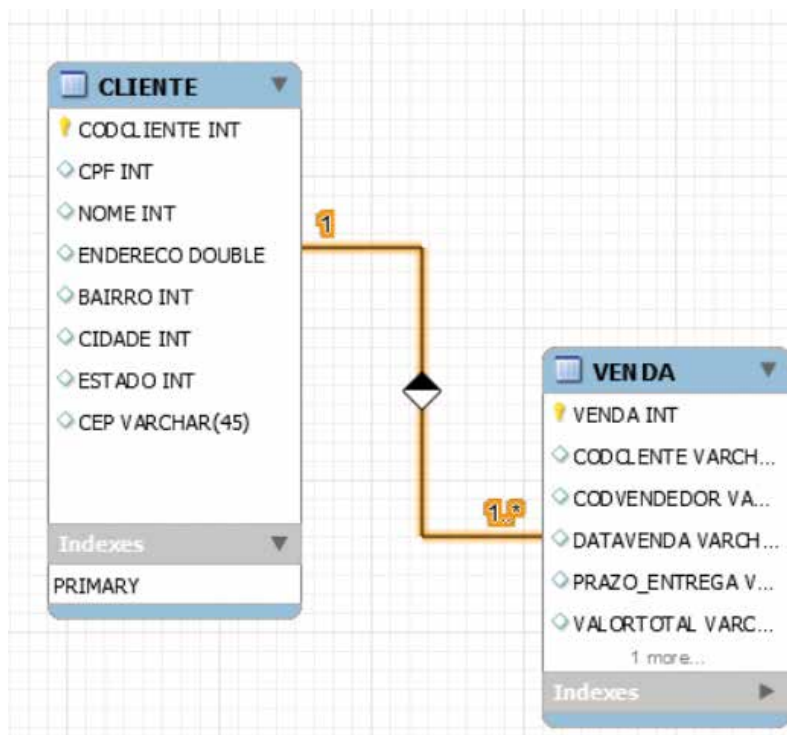 CLIENTE
CODCLIENTE INT
CPF INT
NOME INT
ENDERECO DOUBLE
BAIRRO INT
CIDADE INT
ESTADO INT
CEP VARCHAR(45)
Indexes
PRIMARY
1
1..*
VENDA
VENDA INT
CODCLENTE VARCH...
CODVENDEDOR VA...
DATAVENDA VARCH...
PRAZO_ENTREGA V...
VALORTOTAL VARC...
1 more...
Indexes